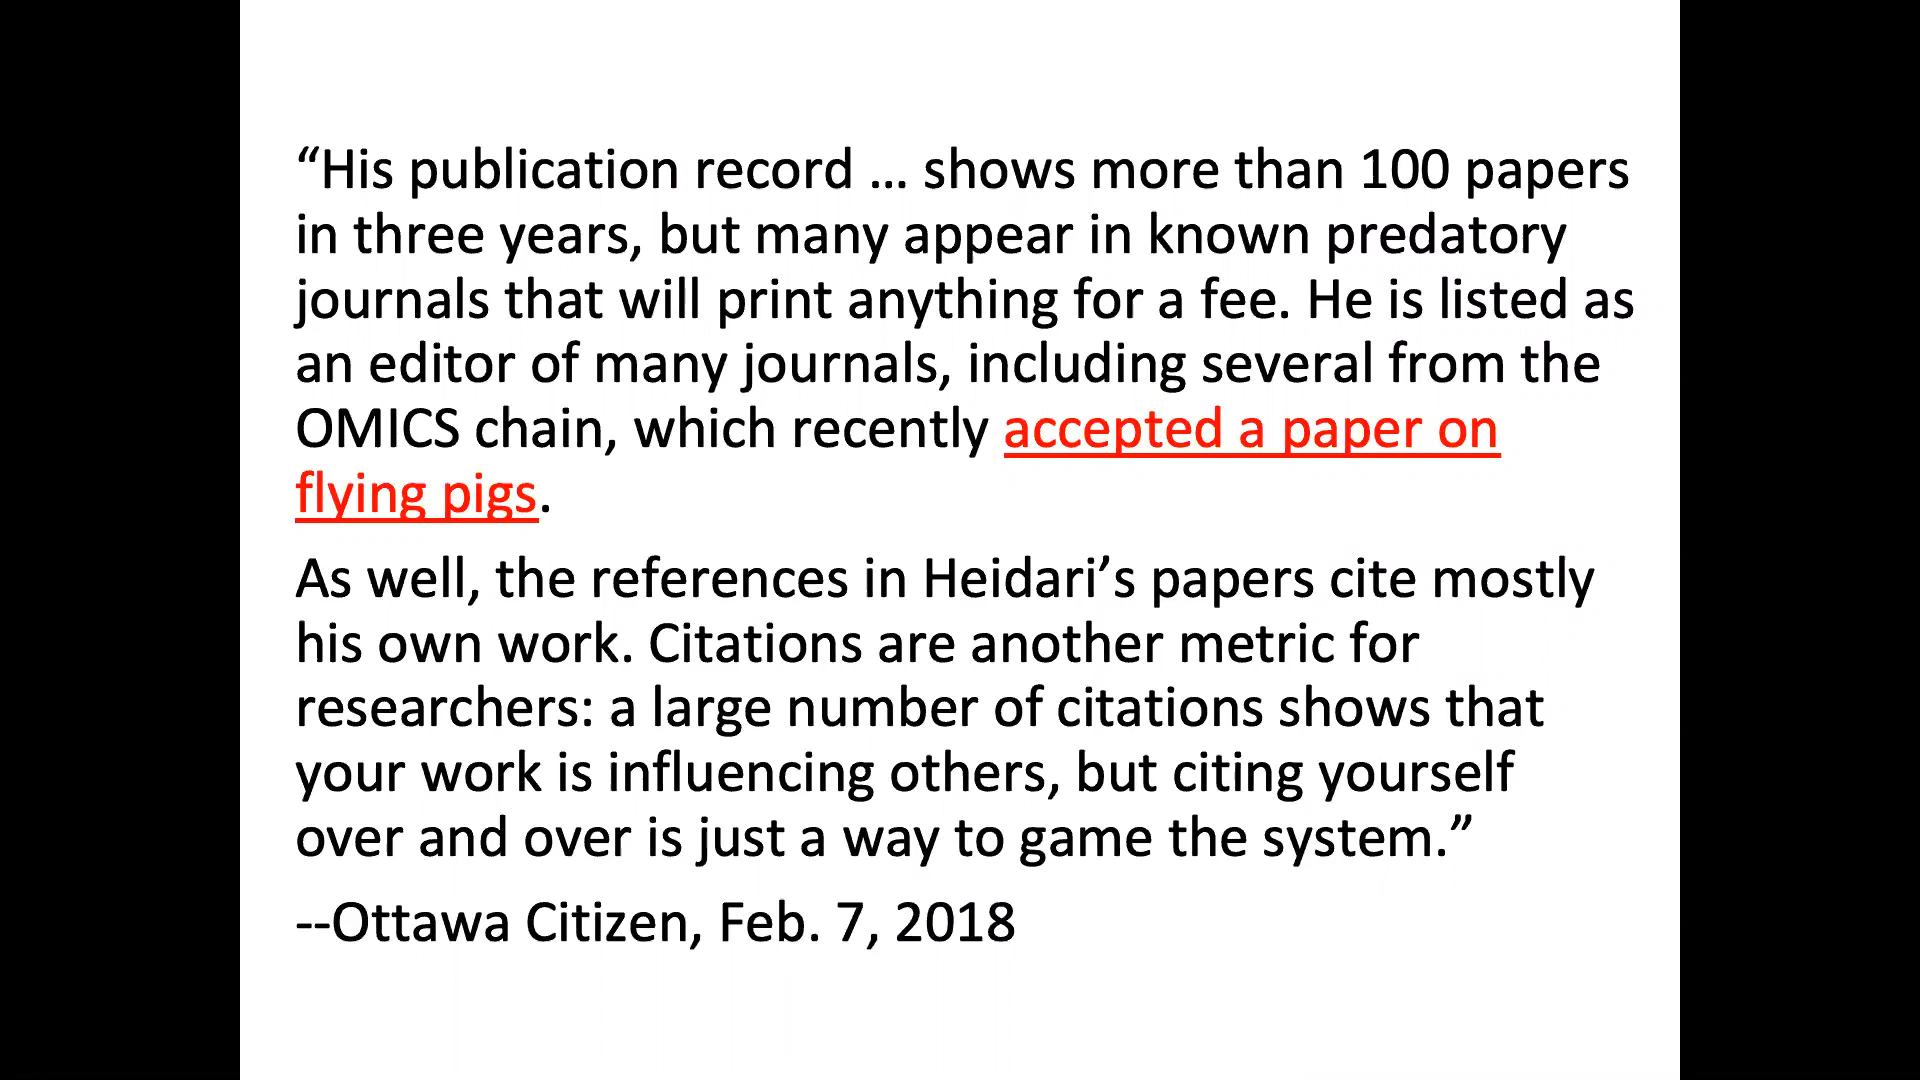 “His publication record … shows more than 100 papers
in three years, but many appear in known predatory
journals that will print anything for a fee. He is listed as
an editor of many journals, including several from the
OMICS chain, which recently accepted a paper on
flying pigs.
As well, the references in Heidari’s papers cite mostly
his own work. Citations are another metric for
researchers: a large number of citations shows that
your work is influencing others, but citing yourself
over and over is just a way to game the system.”
--Ottawa Citizen, Feb. 7, 2018